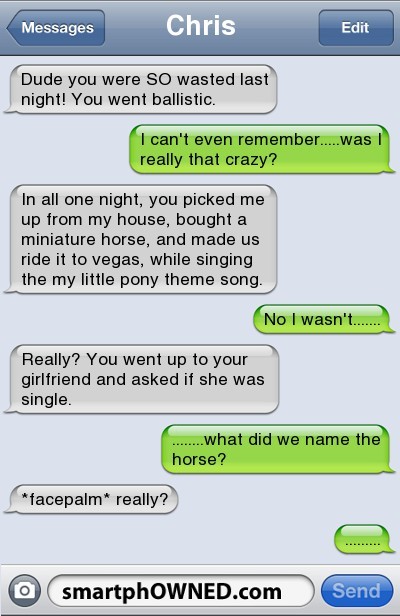 Messages
Chris
Edit
Dude you were SO wasted last
night! You went ballistic.
I can't even remember.....was I
really that crazy?
In all one night, you picked me
up from my house, bought a
miniature horse, and made us
ride it to vegas, while singing
the my little pony theme song.
No I wasn't.......
Really? You went up to your
girlfriend and asked if she was
single.
........what did we name the
horse?
*facepalm* really?
.........
smartphOWNED.com
Send